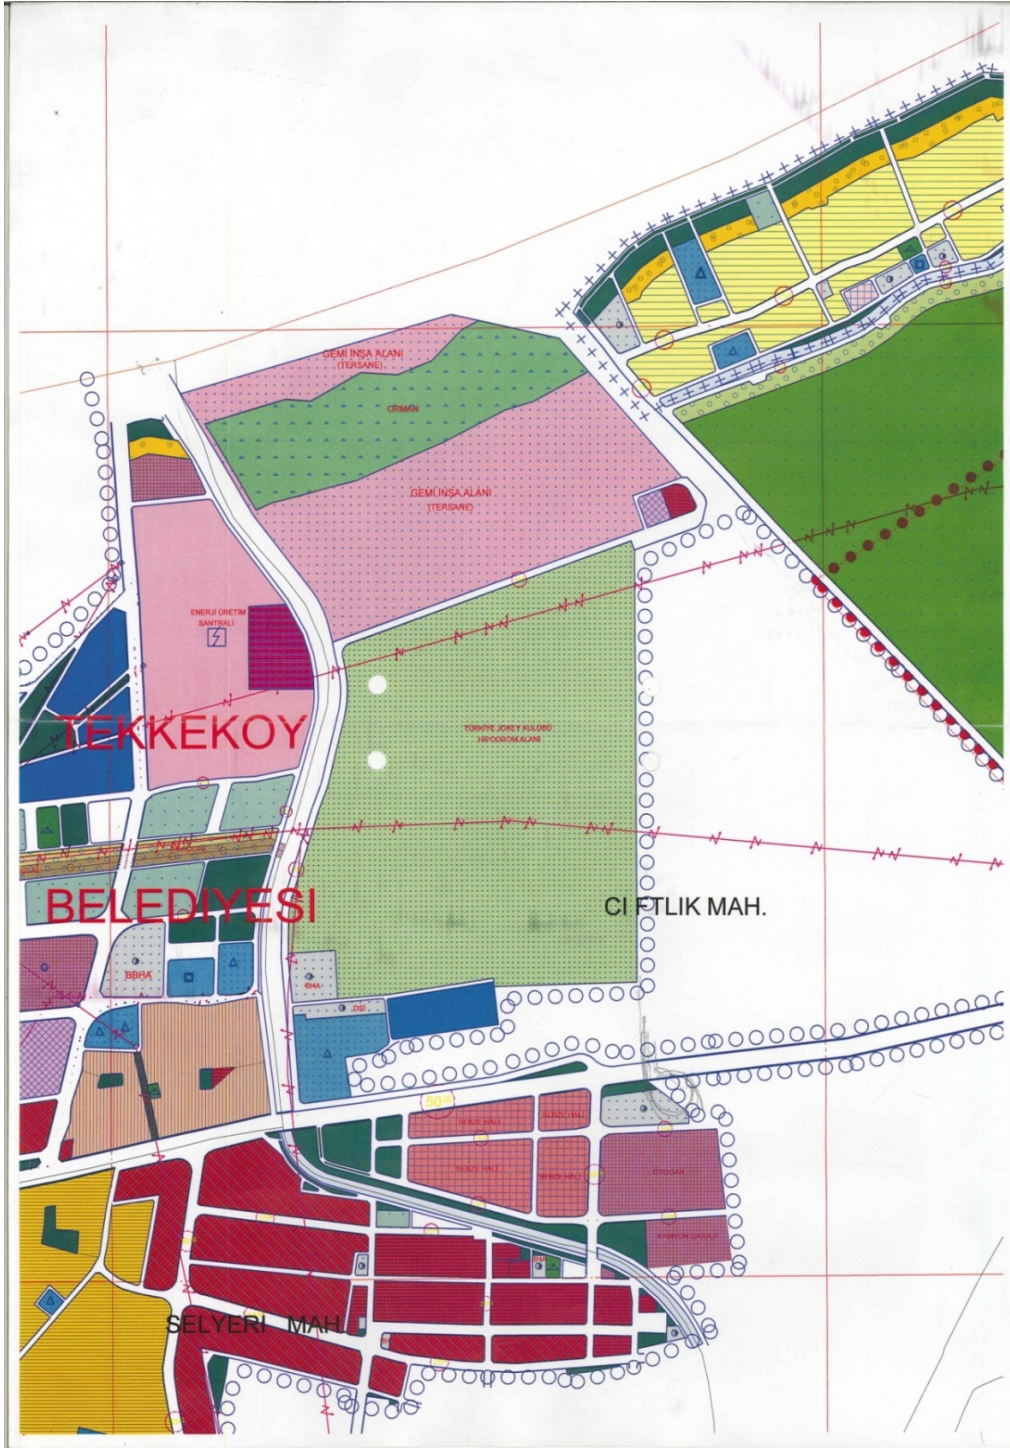 GEMİ İNŞA ALANI
(TERSANE)
ORMAN
GEMİ İNŞA ALANI
(TERSANE)
ENERJİ ÜRETİM
SANTRALİ
TEKKEKOY
TÜRKİYE JOKEY KULÜBÜ
HİPODROM ALANI
BELEDIYESI
CI FTLIK MAH.
BBHA
BHA
DSİ
50
SEBZE HALİ
SEBZE HALİ
SEBZE HALİ
SEBZE HALİ
OTOGAR
KAMYON GARAJI
SELYERI MAH.